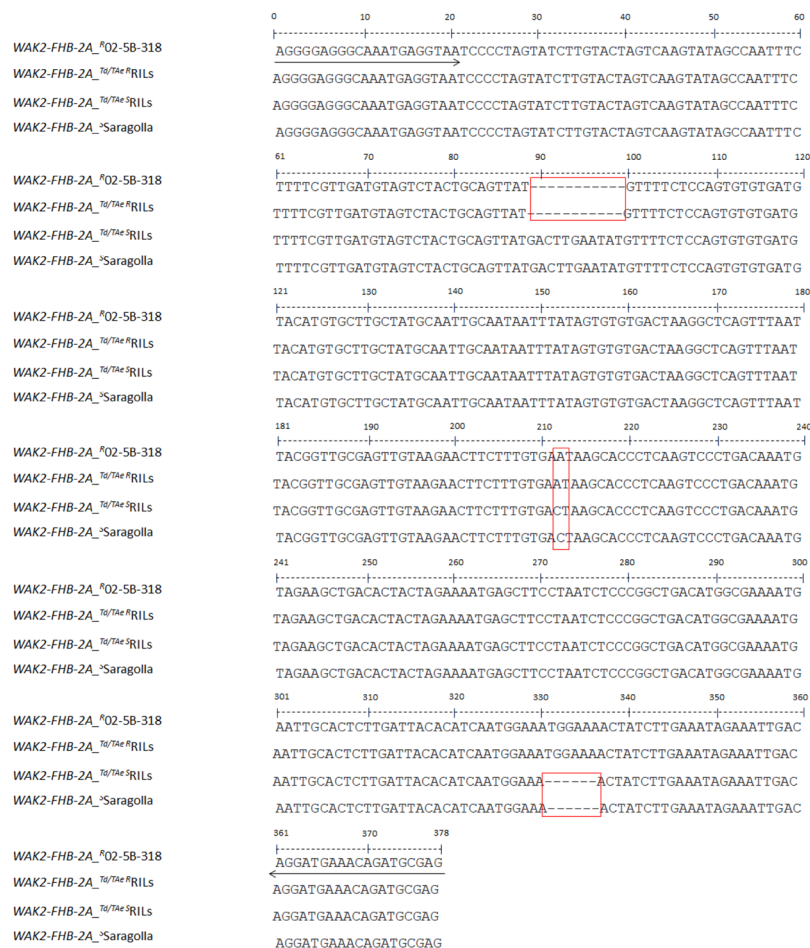 0 10 20 30 40 50 60
WAK2-FHB-2A_R02-5B-318 AGGGGAGGGCAAATGAGGTAATCCCCTAGTATCTTGTACTAGTCAAGTATAGCCAATTTC
WAK2-FHB-2A_Td/TAe RRILs AGGGGAGGGCAAATGAGGTAATCCCCTAGTATCTTGTACTAGTCAAGTATAGCCAATTTC
WAK2-FHB-2A_Td/TAe SRILs AGGGGAGGGCAAATGAGGTAATCCCCTAGTATCTTGTACTAGTCAAGTATAGCCAATTTC
WAK2-FHB-2A_SSaragolla AGGGGAGGGCAAATGAGGTAATCCCCTAGTATCTTGTACTAGTCAAGTATAGCCAATTTC
61 70 80 90 100 110 120
WAK2-FHB-2A_R02-5B-318 TTTTCGTTGATGTAGTCTACTGCAGTTAT-----------GTTTTCTCCAGTGTGTGATG
WAK2-FHB-2A_Td/TAe RRILs TTTTCGTTGATGTAGTCTACTGCAGTTAT-----------GTTTTCTCCAGTGTGTGATG
WAK2-FHB-2A_Td/TAe SRILs TTTTCGTTGATGTAGTCTACTGCAGTTATGACTTGAATATGTTTTCTCCAGTGTGTGATG
WAK2-FHB-2A_SSaragolla TTTTCGTTGATGTAGTCTACTGCAGTTATGACTTGAATATGTTTTCTCCAGTGTGTGATG
121 130 140 150 160 170 180
WAK2-FHB-2A_R02-5B-318 TACATGTGCTTGCTATGCAATTGCAATAATTTATAGTGTGTGACTAAGGCTCAGTTTAAT
WAK2-FHB-2A_Td/TAe RRILs TACATGTGCTTGCTATGCAATTGCAATAATTTATAGTGTGTGACTAAGGCTCAGTTTAAT
WAK2-FHB-2A_Td/TAe SRILs TACATGTGCTTGCTATGCAATTGCAATAATTTATAGTGTGTGACTAAGGCTCAGTTTAAT
WAK2-FHB-2A_SSaragolla TACATGTGCTTGCTATGCAATTGCAATAATTTATAGTGTGTGACTAAGGCTCAGTTTAAT
181 190 200 210 220 230 240
WAK2-FHB-2A_R02-5B-318 TACGGTTGCGAGTTGTAAGAACTTCTTTGTGAATAAGCACCCTCAAGTCCCTGACAAATG
WAK2-FHB-2A_Td/TAe RRILs TACGGTTGCGAGTTGTAAGAACTTCTTTGTGAATAAGCACCCTCAAGTCCCTGACAAATG
WAK2-FHB-2A_Td/TAe SRILs TACGGTTGCGAGTTGTAAGAACTTCTTTGTGACTAAGCACCCTCAAGTCCCTGACAAATG
WAK2-FHB-2A_SSaragolla TACGGTTGCGAGTTGTAAGAACTTCTTTGTGACTAAGCACCCTCAAGTCCCTGACAAATG
241 250 260 270 280 290 300
WAK2-FHB-2A_R02-5B-318 TAGAAGCTGACACTACTAGAAAATGAGCTTCCTAATCTCCCGGCTGACATGGCGAAAATG
WAK2-FHB-2A_Td/TAe RRILs TAGAAGCTGACACTACTAGAAAATGAGCTTCCTAATCTCCCGGCTGACATGGCGAAAATG
WAK2-FHB-2A_Td/TAe SRILs TAGAAGCTGACACTACTAGAAAATGAGCTTCCTAATCTCCCGGCTGACATGGCGAAAATG
WAK2-FHB-2A_SSaragolla TAGAAGCTGACACTACTAGAAAATGAGCTTCCTAATCTCCCGGCTGACATGGCGAAAATG
301 310 320 330 340 350 360
WAK2-FHB-2A_R02-5B-318 AATTGCACTCTTGATTACACATCAATGGAAATGGAAAACTATCTTGAAATAGAAATTGAC
WAK2-FHB-2A_Td/TAe RRILs AATTGCACTCTTGATTACACATCAATGGAAATGGAAAACTATCTTGAAATAGAAATTGAC
WAK2-FHB-2A_Td/TAe SRILs AATTGCACTCTTGATTACACATCAATGGAAA------ACTATCTTGAAATAGAAATTGAC
WAK2-FHB-2A_SSaragolla AATTGCACTCTTGATTACACATCAATGGAAA------ACTATCTTGAAATAGAAATTGAC
361 370 378
WAK2-FHB-2A_R02-5B-318 AGGATGAAACAGATGCGAG
WAK2-FHB-2A_Td/TAe RRILs AGGATGAAACAGATGCGAG
WAK2-FHB-2A_Td/TAe SRILs AGGATGAAACAGATGCGAG
WAK2-FHB-2A_SSaragolla AGGATGAAACAGATGCGAG